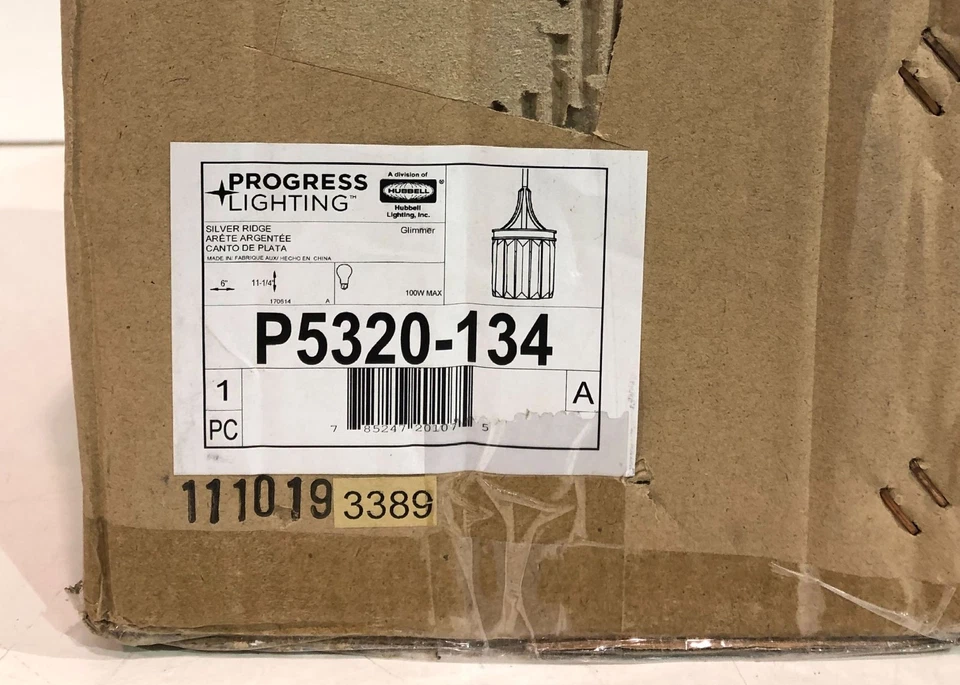 PROGRESS
LIGHTING™
A division of
HUBBELL®
Hubbell
Lighting, Inc.
SILVER RIDGE
ARÊTE ARGENTÉE
CANTO DE PLATA
Glimmer
MADE IN/ FABRIQUE AUX/ HECHO EN CHINA
6"
11-1/4"
170614
A
100W MAX
P5320-134
1
PC
A
7 85247 20107 5
111019
3389